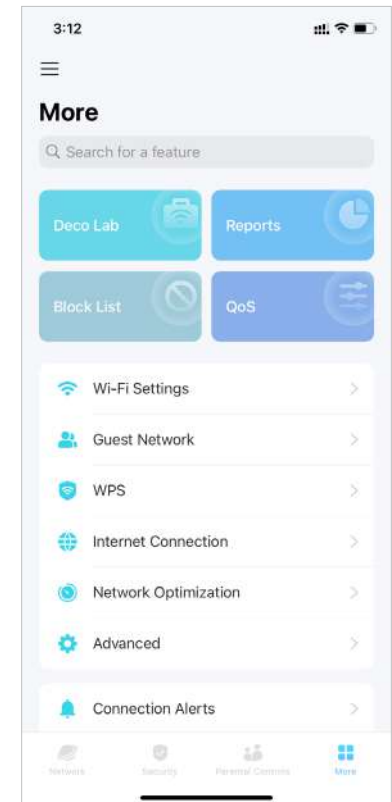 3:12
More
Search for a feature
Deco Lab
Reports
Block List
QoS
Wi-Fi Settings
Guest Network
WPS
Internet Connection
Network Optimization
Advanced
Connection Alerts
Network Security Parental Controls More